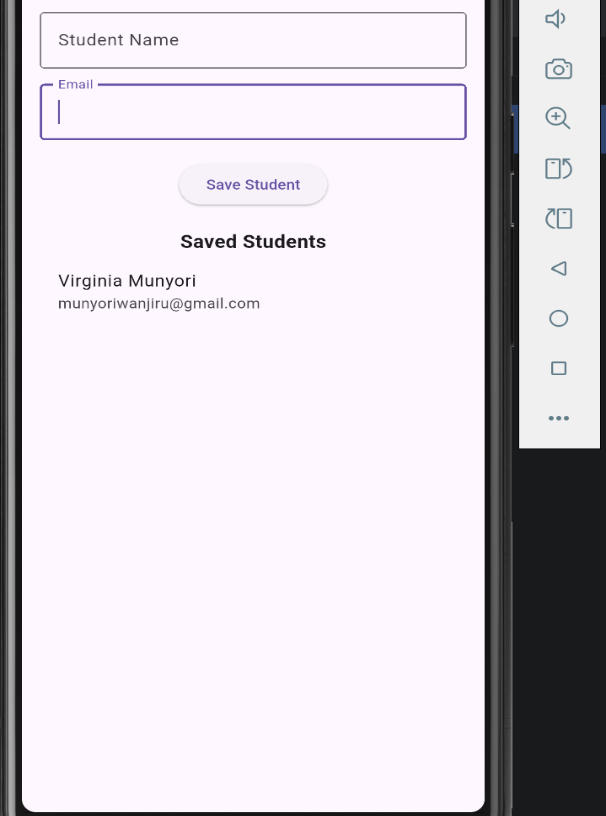 Student Name
Email
Save Student
Saved Students
Virginia Munyori
munyoriwanjiru@gmail.com